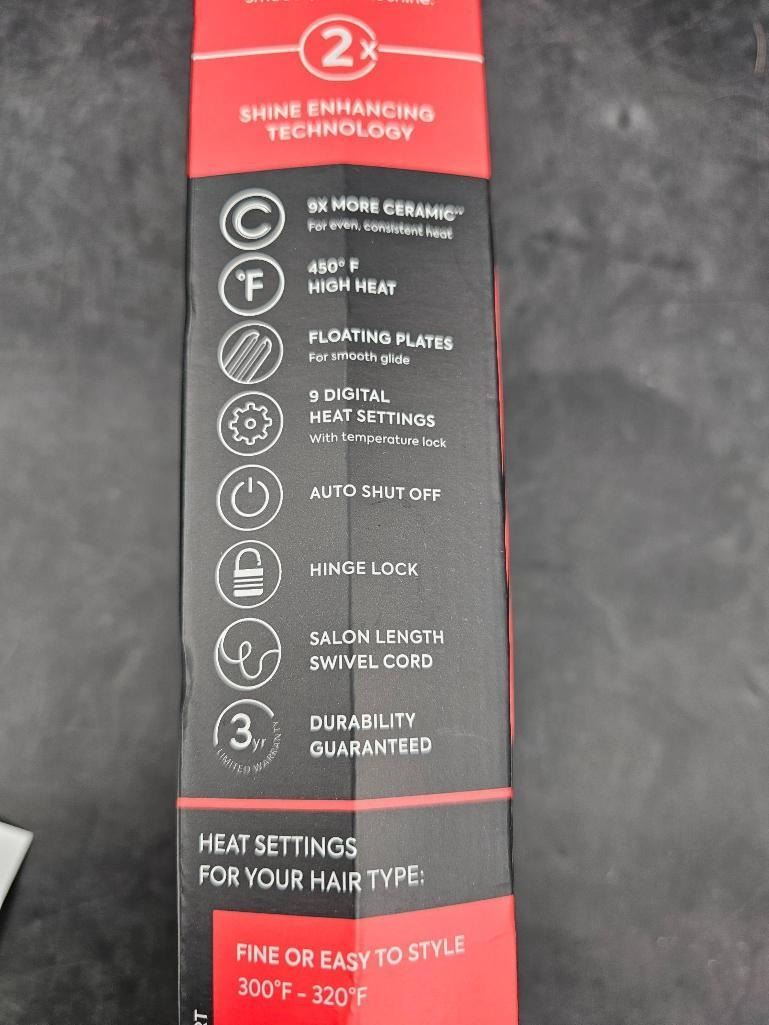 2x
SHINE ENHANCING
TECHNOLOGY
C
9X MORE CERAMIC**
For even, consistent heat
°F
450° F
HIGH HEAT
FLOATING PLATES
For smooth glide
9 DIGITAL
HEAT SETTINGS
With temperature lock
AUTO SHUT OFF
HINGE LOCK
SALON LENGTH
SWIVEL CORD
3yr
LIMITED WARRANTY
DURABILITY
GUARANTEED
HEAT SETTINGS
FOR YOUR HAIR TYPE:
FINE OR EASY TO STYLE
300°F - 320°F